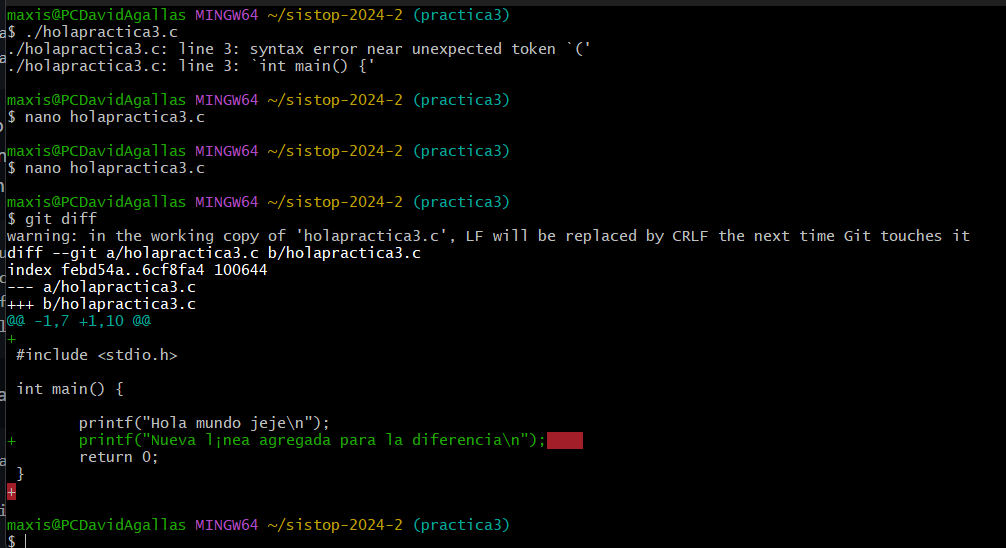 maxis@PCDavidAgallas MINGW64 ~/sistop-2024-2 (practica3)
$ ./holapractica3.c
./holapractica3.c: line 3: syntax error near unexpected token `('
./holapractica3.c: line 3: `int main() {'
maxis@PCDavidAgallas MINGW64 ~/sistop-2024-2 (practica3)
$ nano holapractica3.c
maxis@PCDavidAgallas MINGW64 ~/sistop-2024-2 (practica3)
$ nano holapractica3.c
maxis@PCDavidAgallas MINGW64 ~/sistop-2024-2 (practica3)
$ git diff
warning: in the working copy of 'holapractica3.c', LF will be replaced by CRLF the next time Git touches it
diff --git a/holapractica3.c b/holapractica3.c
index febd54a..6cf8fa4 100644
--- a/holapractica3.c
+++ b/holapractica3.c
@@ -1,7 +1,10 @@
+
 #include <stdio.h>
 int main() {
        printf("Hola mundo jeje\n");
+       printf("Nueva l¡nea agregada para la diferencia\n");
        return 0;
 }
+
maxis@PCDavidAgallas MINGW64 ~/sistop-2024-2 (practica3)
$